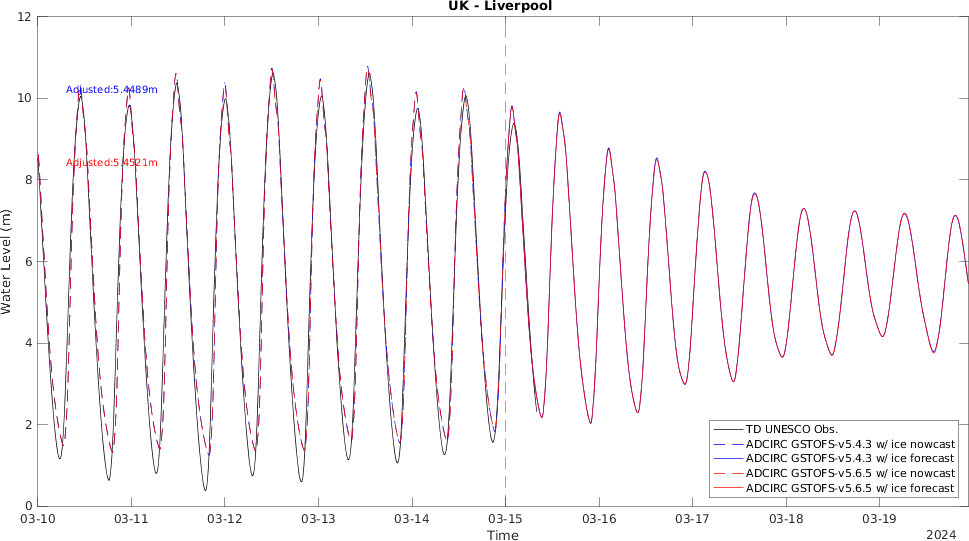 UK - Liverpool
12
10
8
6
4
2
0
Water Level (m)
Adjusted:5.4489m
Adjusted:5.4521m
TD UNESCO Obs.
ADCIRC GSTOFS-v5.4.3 w/ ice nowcast
ADCIRC GSTOFS-v5.4.3 w/ ice forecast
ADCIRC GSTOFS-v5.6.5 w/ ice nowcast
ADCIRC GSTOFS-v5.6.5 w/ ice forecast
03-10 03-11 03-12 03-13 03-14 03-15 03-16 03-17 03-18 03-19
Time
2024